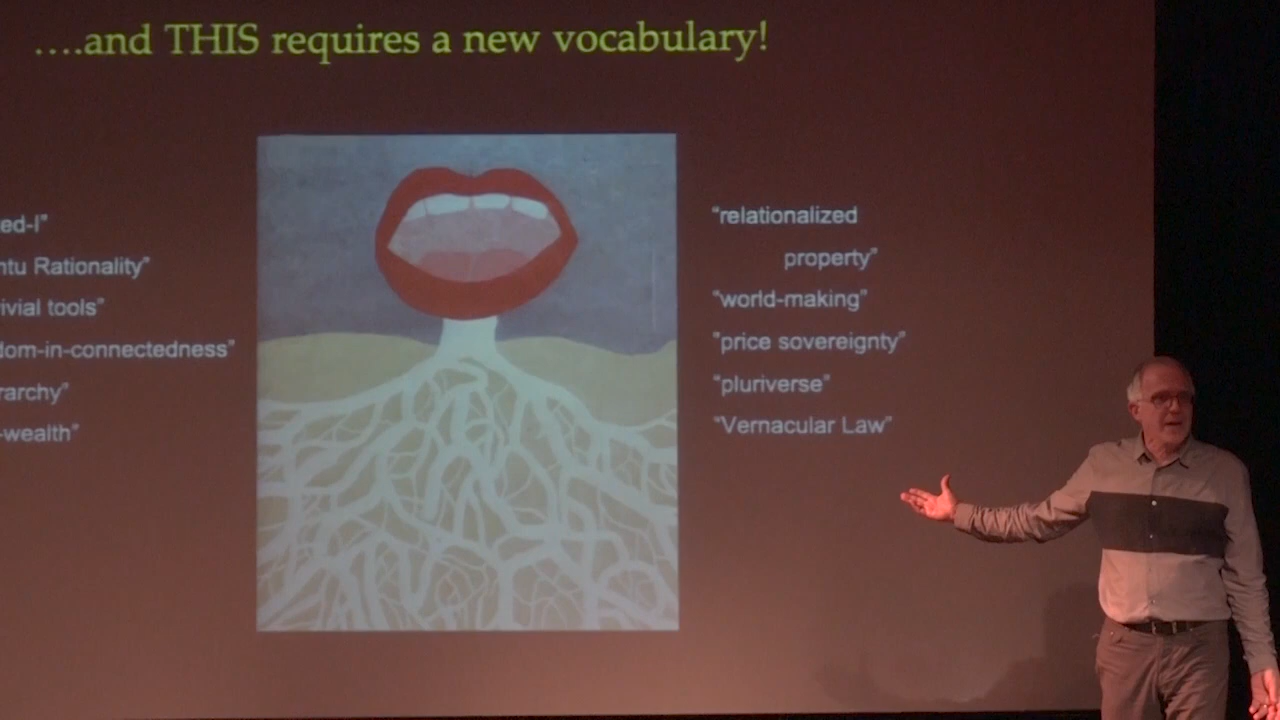 ....and THIS requires a new vocabulary!
ed-I”
ntu Rationality”
ivial tools”
dom-in-connectedness”
rarchy”
-wealth”
“relationalized
property”
“world-making”
“price sovereignty”
“pluriverse”
“Vernacular Law”